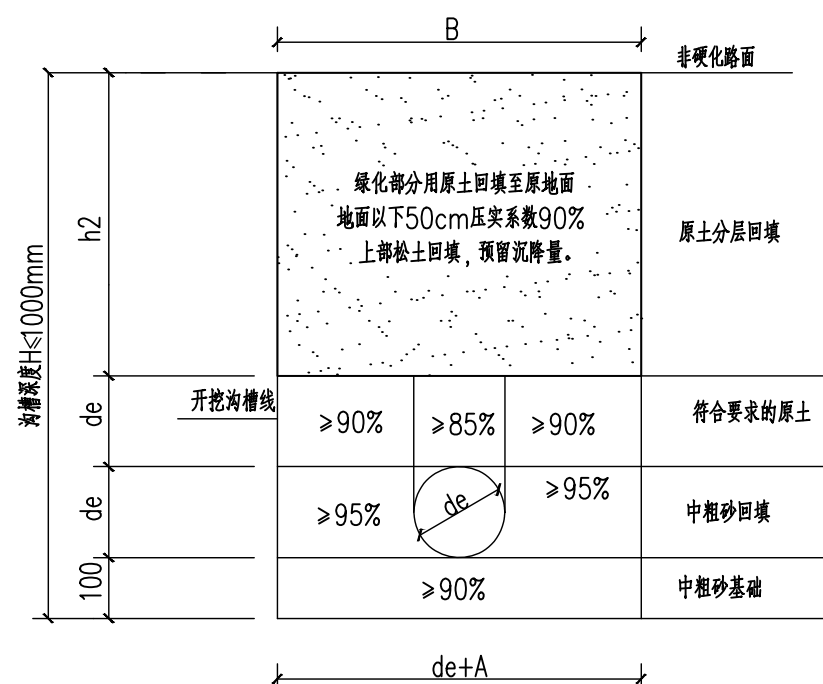 B
非硬化路面
绿化部分用原土回填至原地面
地面以下50cm压实系数90%
上部松土回填，预留沉降量。
h2
原土分层回填
沟槽深度H≤1000mm
开挖沟槽线
de
≥90%
≥85%
≥90%
符合要求的原土
de
≥95%
de
≥95%
中粗砂回填
100
≥90%
中粗砂基础
de+A